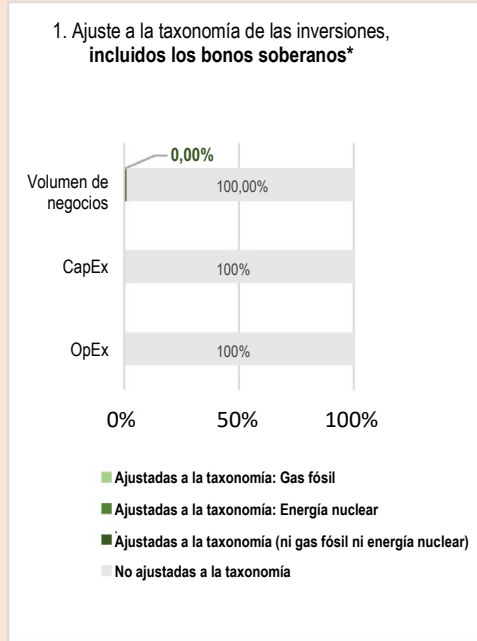 1. Ajuste a la taxonomía de las inversiones,
incluidos los bonos soberanos*
0,00%
Volumen de
negocios
100,00%
CapEx
100%
OpEx
100%
0%
50%
100%
Ajustadas a la taxonomía: Gas fósil
Ajustadas a la taxonomía: Energía nuclear
Ajustadas a la taxonomía (ni gas fósil ni energía nuclear)
No ajustadas a la taxonomía